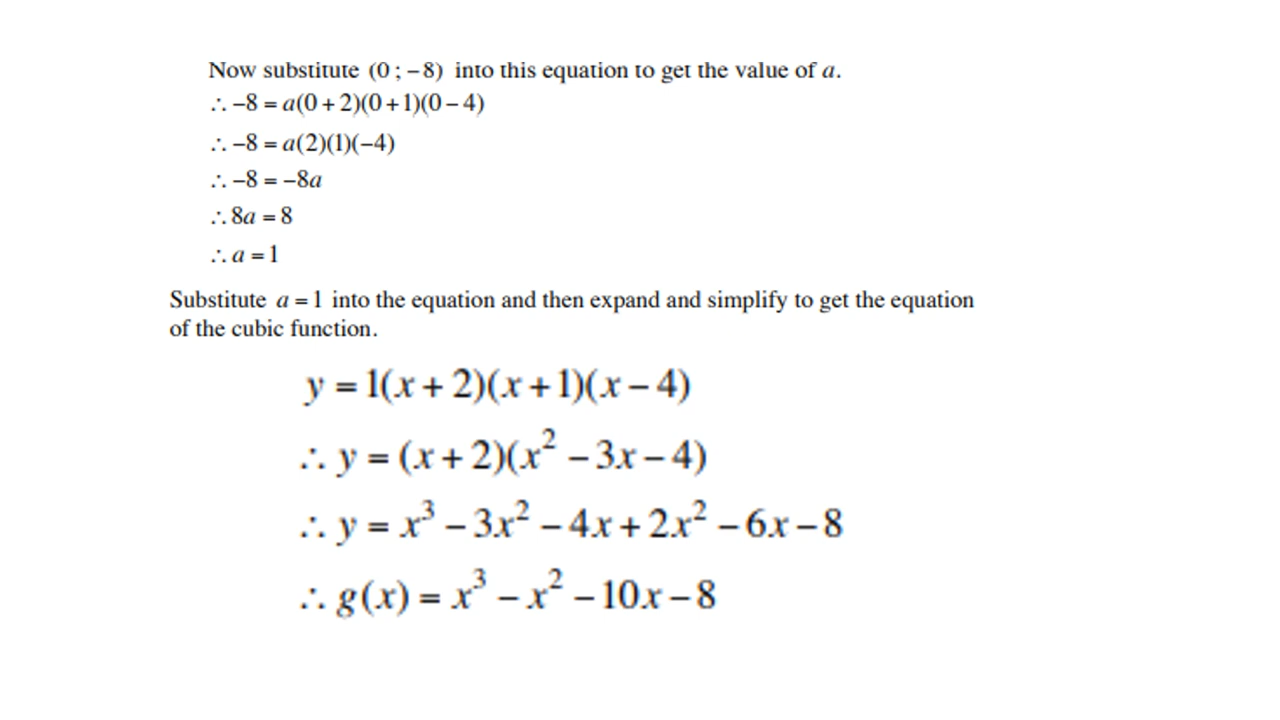 Now substitute (0 ; −8) into this equation to get the value of a.
∴ −8 = a(0 + 2)(0 + 1)(0 − 4)
∴ −8 = a(2)(1)(−4)
∴ −8 = −8a
∴ 8a = 8
∴ a = 1
Substitute a = 1 into the equation and then expand and simplify to get the equation
of the cubic function.
y = 1(x + 2)(x + 1)(x − 4)
∴ y = (x + 2)(x² − 3x − 4)
∴ y = x³ − 3x² − 4x + 2x² − 6x − 8
∴ g(x) = x³ − x² − 10x − 8